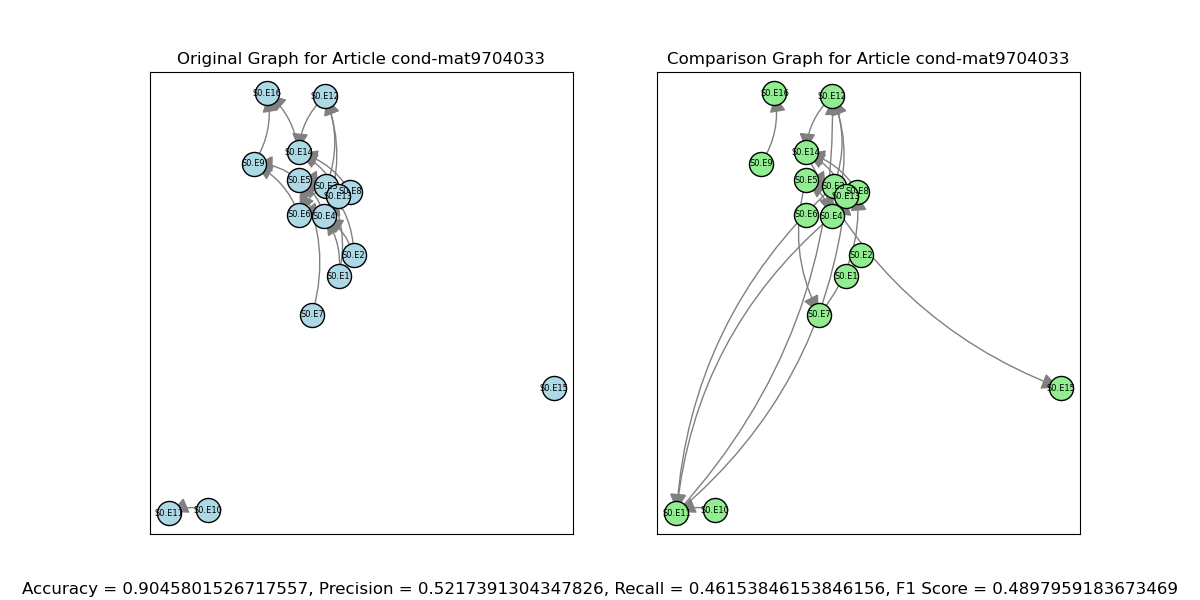 Original Graph for Article cond-mat9704033
Comparison Graph for Article cond-mat9704033
S0.E16
S0.E12
S0.E14
S0.E9
S0.E5
S0.E3
S0.E8
S0.E13
S0.E6
S0.E4
S0.E2
S0.E1
S0.E7
S0.E15
S0.E11
S0.E10
S0.E16
S0.E12
S0.E14
S0.E9
S0.E5
S0.E3
S0.E8
S0.E13
S0.E6
S0.E4
S0.E2
S0.E1
S0.E7
S0.E15
S0.E11
S0.E10
Accuracy = 0.9045801526717557, Precision = 0.5217391304347826, Recall = 0.46153846153846156, F1 Score = 0.4897959183673469